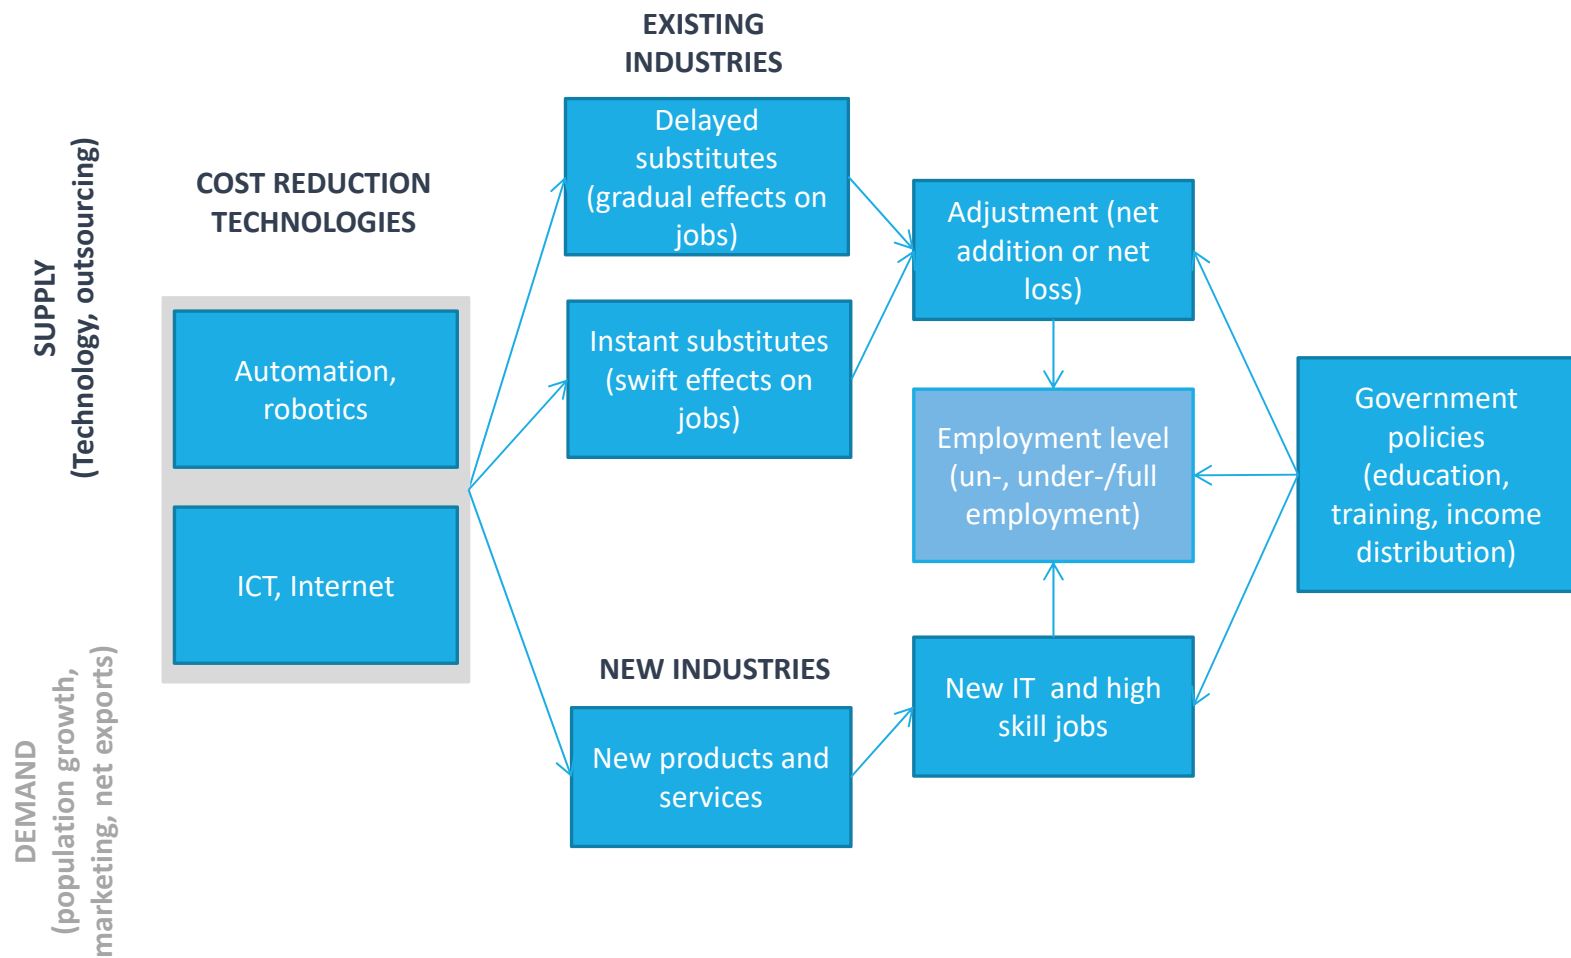 EXISTING
INDUSTRIES
Delayed
substitutes
(gradual effects on
jobs)
SUPPLY
(Technology, outsourcing)
COST REDUCTION
TECHNOLOGIES
Adjustment (net
addition or net
loss)
Automation,
robotics
Instant substitutes
(swift effects on
jobs)
Employment level
(un-, under-/full
employment)
Government
policies
(education,
training, income
distribution)
ICT, Internet
DEMAND
(population growth,
marketing, net exports)
NEW INDUSTRIES
New products and
services
New IT  and high
skill jobs